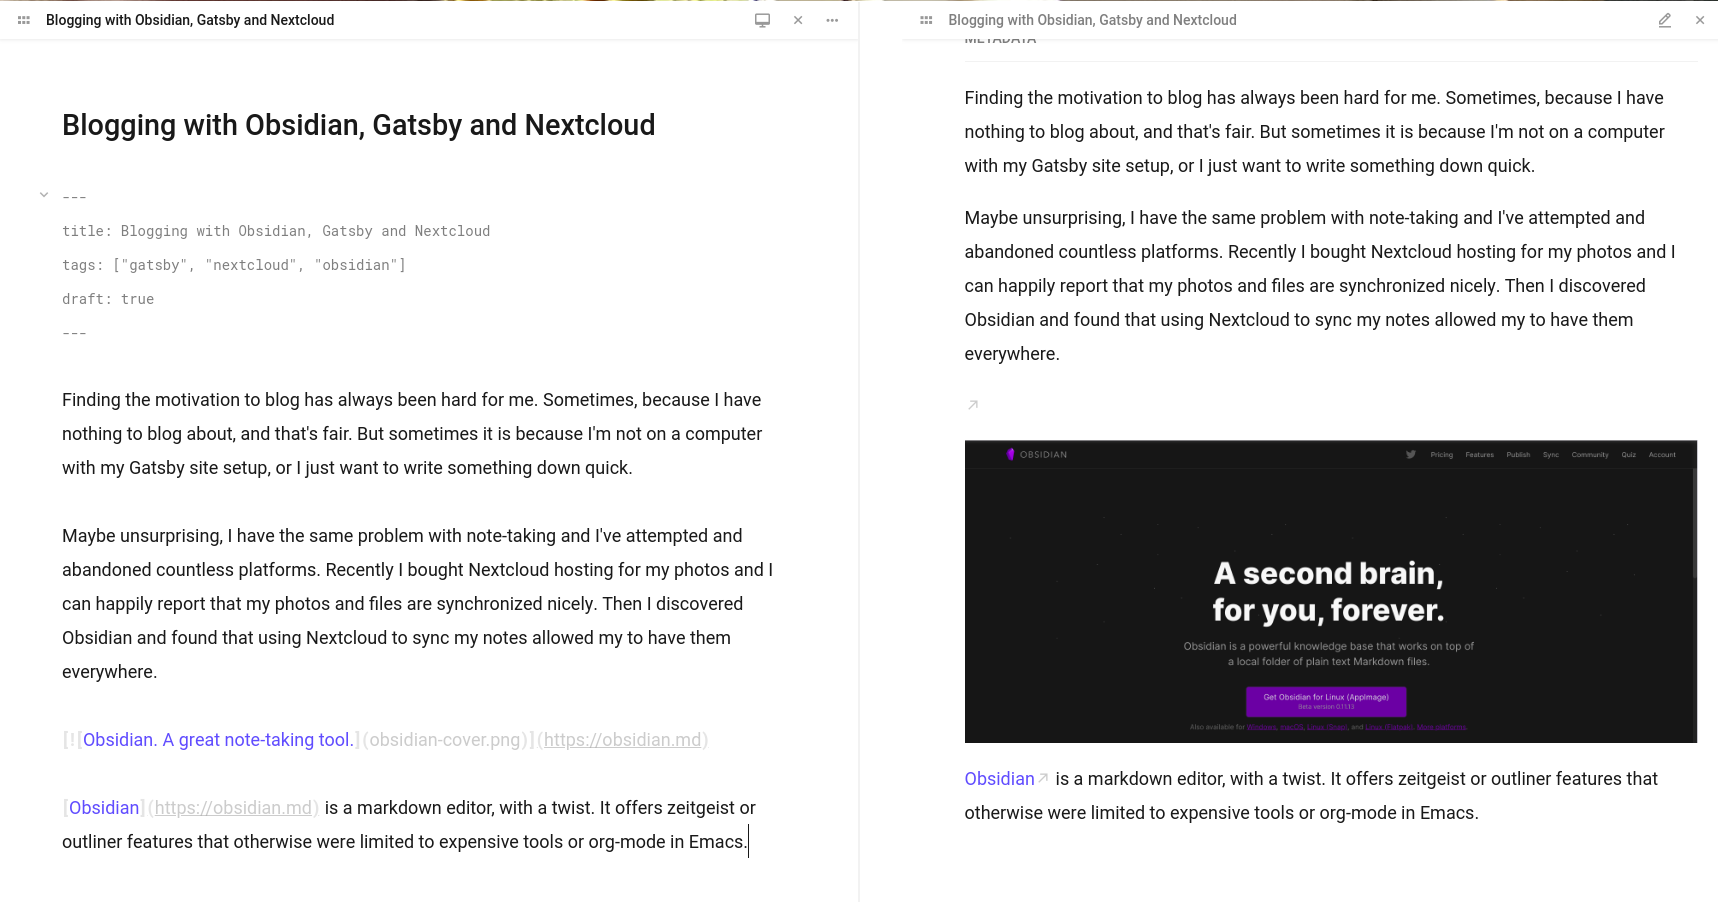 Blogging with Obsidian, Gatsby and Nextcloud
Blogging with Obsidian, Gatsby and Nextcloud
---
title: Blogging with Obsidian, Gatsby and Nextcloud
tags: ["gatsby", "nextcloud", "obsidian"]
draft: true
---
Finding the motivation to blog has always been hard for me. Sometimes, because I have
nothing to blog about, and that's fair. But sometimes it is because I'm not on a computer
with my Gatsby site setup, or I just want to write something down quick.
Maybe unsurprising, I have the same problem with note-taking and I've attempted and
abandoned countless platforms. Recently I bought Nextcloud hosting for my photos and I
can happily report that my photos and files are synchronized nicely. Then I discovered
Obsidian and found that using Nextcloud to sync my notes allowed my to have them
everywhere.
[![Obsidian. A great note-taking tool.](obsidian-cover.png)](https://obsidian.md)
[Obsidian](https://obsidian.md) is a markdown editor, with a twist. It offers zeitgeist or
outliner features that otherwise were limited to expensive tools or org-mode in Emacs.
Blogging with Obsidian, Gatsby and Nextcloud
METADATA
Finding the motivation to blog has always been hard for me. Sometimes, because I have
nothing to blog about, and that's fair. But sometimes it is because I'm not on a computer
with my Gatsby site setup, or I just want to write something down quick.
Maybe unsurprising, I have the same problem with note-taking and I've attempted and
abandoned countless platforms. Recently I bought Nextcloud hosting for my photos and I
can happily report that my photos and files are synchronized nicely. Then I discovered
Obsidian and found that using Nextcloud to sync my notes allowed my to have them
everywhere.
OBSIDIAN Pricing Features Publish Sync Community Quiz Account
A second brain,
for you, forever.
Obsidian is a powerful knowledge base that works on top of
a local folder of plain text Markdown files.
Get Obsidian for Linux (AppImage)
Beta version 0.11.13
Also available for Windows, macOS, Linux (Snap), and Linux (Flatpak). More platforms.
Obsidian is a markdown editor, with a twist. It offers zeitgeist or outliner features that
otherwise were limited to expensive tools or org-mode in Emacs.